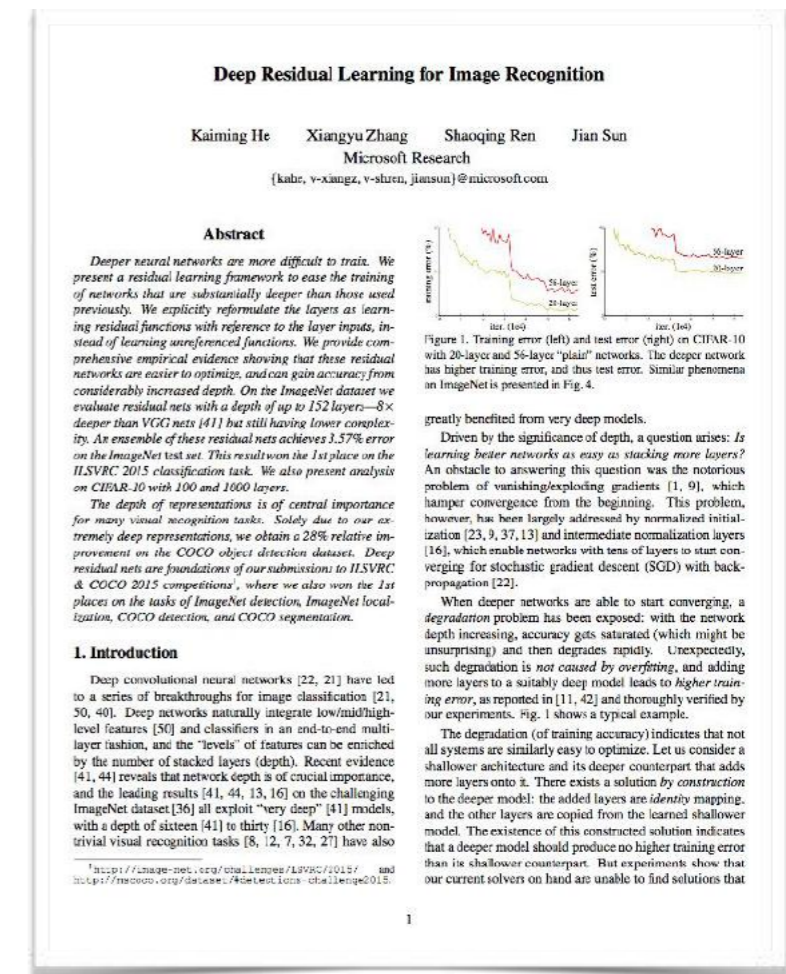 Deep Residual Learning for Image Recognition
Kaiming He Xiangyu Zhang Shaoqing Ren Jian Sun
Microsoft Research
{kahe, v-xiangz, v-shren, jiansun}@microsoft.com
Abstract
Deeper neural networks are more difficult to train. We
present a residual learning framework to ease the training
of networks that are substantially deeper than those used
previously. We explicitly reformulate the layers as learn-
ing residual functions with reference to the layer inputs, in-
stead of learning unreferenced functions. We provide com-
prehensive empirical evidence showing that these residual
networks are easier to optimize, and can gain accuracy from
considerably increased depth. On the ImageNet dataset we
evaluate residual nets with a depth of up to 152 layers—8×
deeper than VGG nets [41] but still having lower complex-
ity. An ensemble of these residual nets achieves 3.57% error
on the ImageNet test set. This result won the 1st place on the
ILSVRC 2015 classification task. We also present analysis
on CIFAR-10 with 100 and 1000 layers.
The depth of representations is of central importance
for many visual recognition tasks. Solely due to our ex-
tremely deep representations, we obtain a 28% relative im-
provement on the COCO object detection dataset. Deep
residual nets are foundations of our submissions to ILSVRC
& COCO 2015 competitions1, where we also won the 1st
places on the tasks of ImageNet detection, ImageNet local-
ization, COCO detection, and COCO segmentation.
1. Introduction
Deep convolutional neural networks [22, 21] have led
to a series of breakthroughs for image classification [21,
50, 40]. Deep networks naturally integrate low/mid/high-
level features [50] and classifiers in an end-to-end multi-
layer fashion, and the "levels" of features can be enriched
by the number of stacked layers (depth). Recent evidence
[41, 44] reveals that network depth is of crucial importance,
and the leading results [41, 44, 13, 16] on the challenging
ImageNet dataset [36] all exploit "very deep" [41] models,
with a depth of sixteen [41] to thirty [16]. Many other non-
trivial visual recognition tasks [8, 12, 7, 32, 27] have also
1http://image-net.org/challenges/LSVRC/2015/ and
http://mscoco.org/dataset/#detections-challenge2015.
training error (%)
56-layer
20-layer
iter. (1e4)
test error (%)
56-layer
20-layer
iter. (1e4)
Figure 1. Training error (left) and test error (right) on CIFAR-10
with 20-layer and 56-layer "plain" networks. The deeper network
has higher training error, and thus test error. Similar phenomena
on ImageNet is presented in Fig. 4.
greatly benefited from very deep models.
Driven by the significance of depth, a question arises: Is
learning better networks as easy as stacking more layers?
An obstacle to answering this question was the notorious
problem of vanishing/exploding gradients [1, 9], which
hamper convergence from the beginning. This problem,
however, has been largely addressed by normalized initial-
ization [23, 9, 37, 13] and intermediate normalization layers
[16], which enable networks with tens of layers to start con-
verging for stochastic gradient descent (SGD) with back-
propagation [22].
When deeper networks are able to start converging, a
degradation problem has been exposed: with the network
depth increasing, accuracy gets saturated (which might be
unsurprising) and then degrades rapidly. Unexpectedly,
such degradation is not caused by overfitting, and adding
more layers to a suitably deep model leads to higher train-
ing error, as reported in [11, 42] and thoroughly verified by
our experiments. Fig. 1 shows a typical example.
The degradation (of training accuracy) indicates that not
all systems are similarly easy to optimize. Let us consider a
shallower architecture and its deeper counterpart that adds
more layers onto it. There exists a solution by construction
to the deeper model: the added layers are identity mapping,
and the other layers are copied from the learned shallower
model. The existence of this constructed solution indicates
that a deeper model should produce no higher training error
than its shallower counterpart. But experiments show that
our current solvers on hand are unable to find solutions that
1